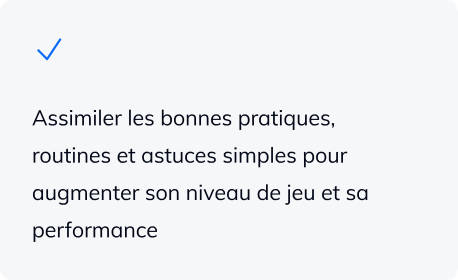 Assimiler les bonnes pratiques,
routines et astuces simples pour
augmenter son niveau de jeu et sa
performance